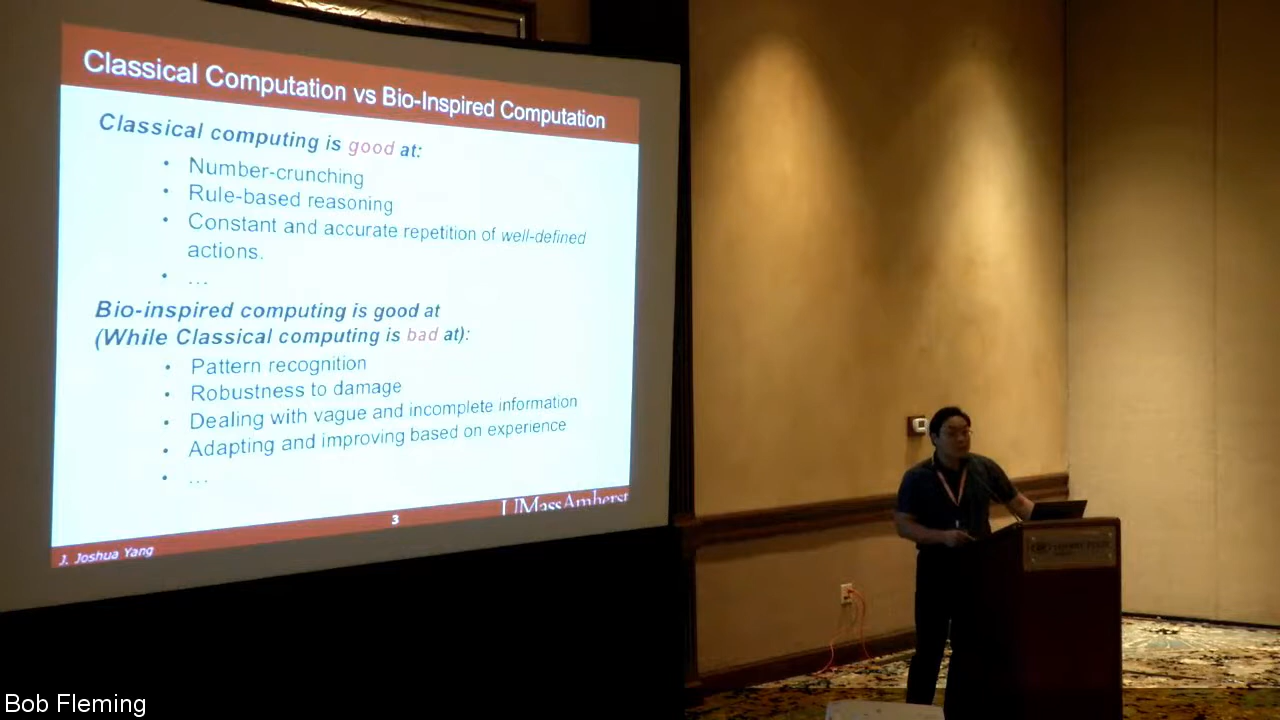 Classical Computation vs Bio-Inspired Computation
Classical computing is good at:
• Number-crunching
• Rule-based reasoning
• Constant and accurate repetition of well-defined
actions.
• ...
Bio-inspired computing is good at
(While Classical computing is bad at):
• Pattern recognition
• Robustness to damage
• Dealing with vague and incomplete information
• Adapting and improving based on experience
• ...
UMassAmherst
3
J. Joshua Yang
Bob Fleming